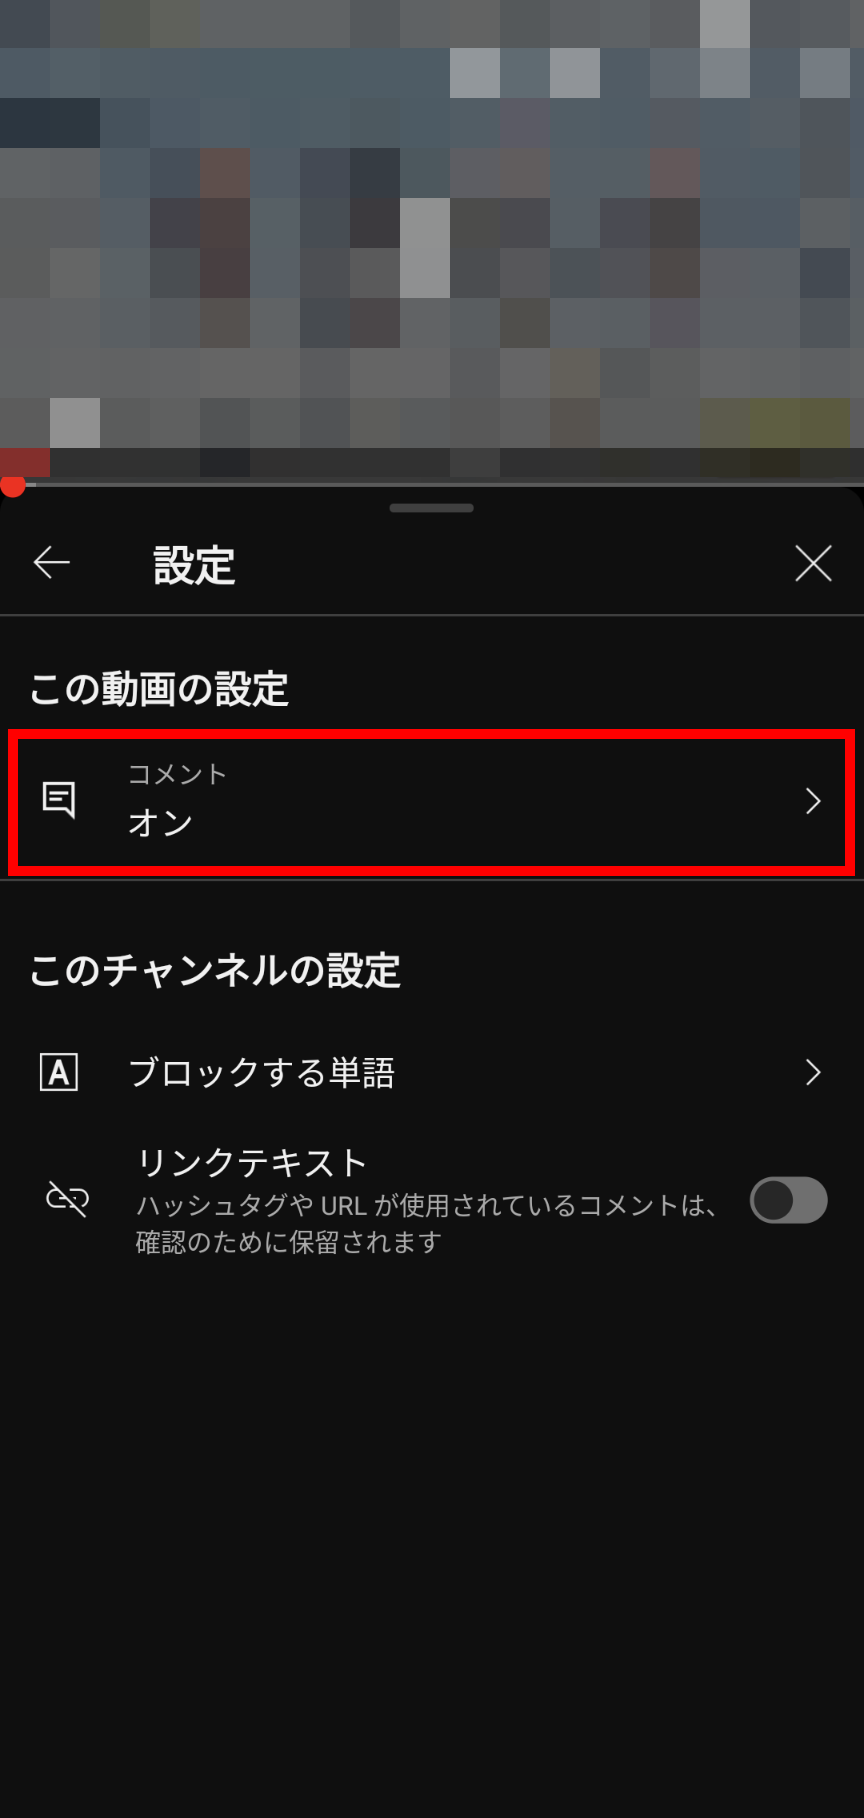 設定
この動画の設定
コメント
オン
このチャンネルの設定
A ブロックする単語
リンクテキスト
ハッシュタグや URL が使用されているコメントは、
確認のために保留されます